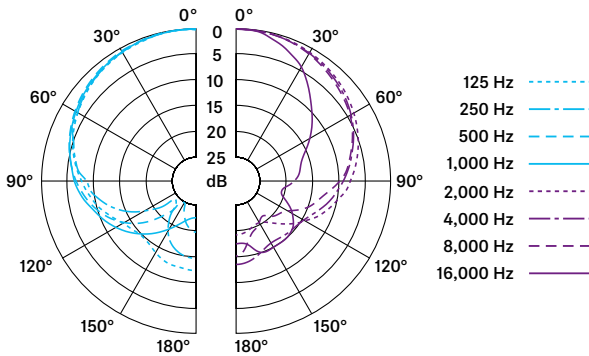 0° 0°
30° 0 30°
5
10
60° 15 60°
20
25
90° dB 90°
120° 120°
150° 150°
180° 180°
125 Hz
250 Hz
500 Hz
1,000 Hz
2,000 Hz
4,000 Hz
8,000 Hz
16,000 Hz